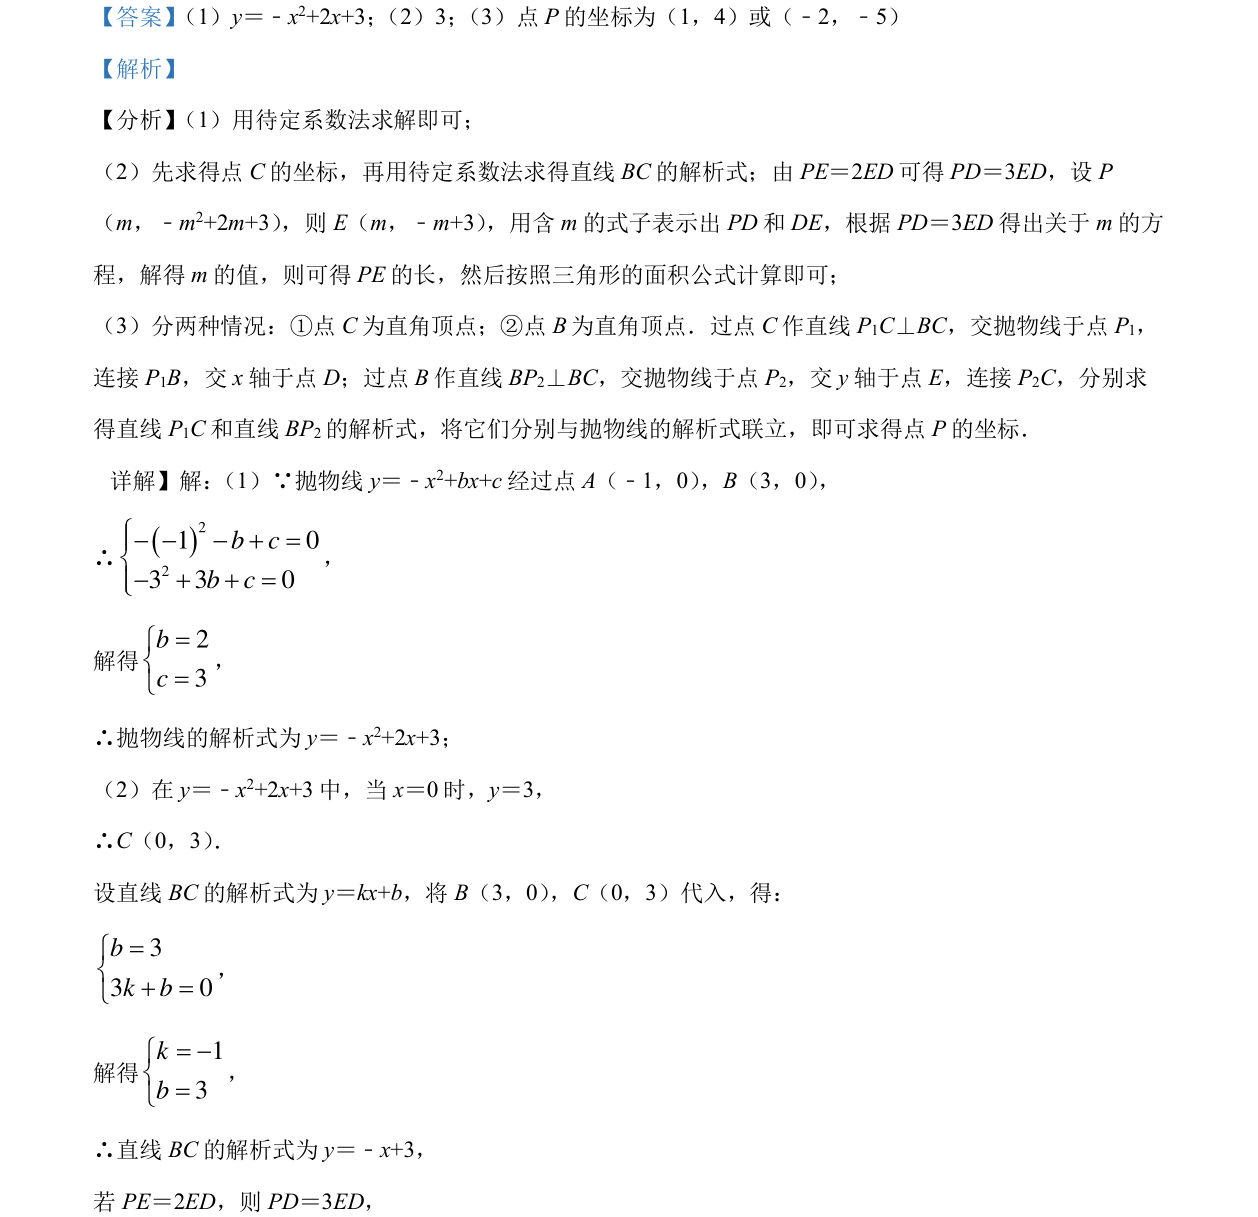 【答案】（1）y＝﹣x²+2x+3；（2）3；（3）点 P 的坐标为（1，4）或（﹣2，﹣5）
【解析】
【分析】（1）用待定系数法求解即可；
（2）先求得点 C 的坐标，再用待定系数法求得直线 BC 的解析式；由 PE＝2ED 可得 PD＝3ED，设 P
（m，﹣m²+2m+3），则 E（m，﹣m+3），用含 m 的式子表示出 PD 和 DE，根据 PD＝3ED 得出关于 m 的方
程，解得 m 的值，则可得 PE 的长，然后按照三角形的面积公式计算即可；
（3）分两种情况：①点 C 为直角顶点；②点 B 为直角顶点．过点 C 作直线 P₁C⊥BC，交抛物线于点 P₁，
连接 P₁B，交 x 轴于点 D；过点 B 作直线 BP₂⊥BC，交抛物线于点 P₂，交 y 轴于点 E，连接 P₂C，分别求
得直线 P₁C 和直线 BP₂ 的解析式，将它们分别与抛物线的解析式联立，即可求得点 P 的坐标．
详解】解：（1）∵抛物线 y＝﹣x²+bx+c 经过点 A（﹣1，0），B（3，0），
∴{−(−1)²−b+c=0
−3²+3b+c=0，
解得{b=2
c=3，
∴抛物线的解析式为 y＝﹣x²+2x+3；
（2）在 y＝﹣x²+2x+3 中，当 x＝0 时，y＝3，
∴C（0，3）．
设直线 BC 的解析式为 y＝kx+b，将 B（3，0），C（0，3）代入，得：
{b=3
3k+b=0，
解得{k=−1
b=3，
∴直线 BC 的解析式为 y＝﹣x+3，
若 PE＝2ED，则 PD＝3ED，